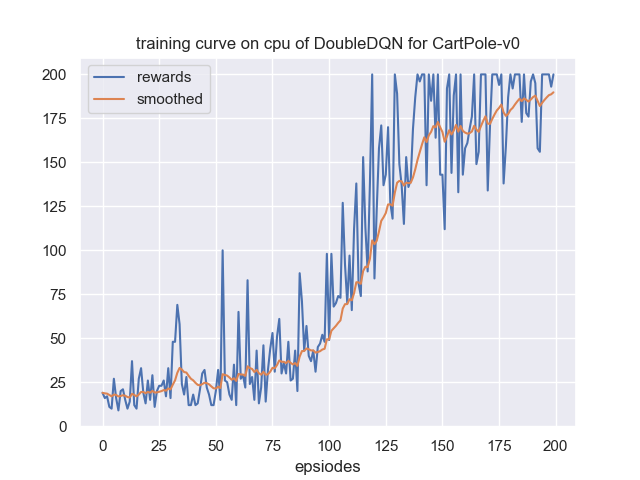 training curve on cpu of DoubleDQN for CartPole-v0
rewards
smoothed
200
175
150
125
100
75
50
25
0
0 25 50 75 100 125 150 175 200
epsiodes